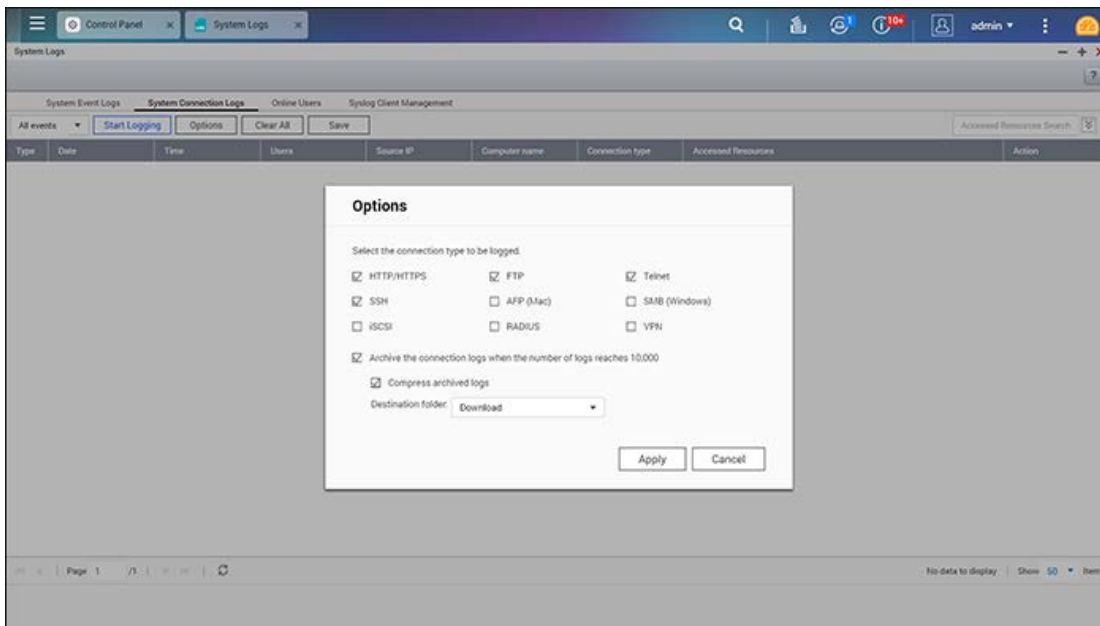 Control Panel × System Logs × 1 10+ admin
System Logs
System Event Logs System Connection Logs Online Users Syslog Client Management
All events Start Logging Options Clear All Save Accessed Resources Search
Type Date Time Users Source IP Computer name Connection type Accessed Resources Action
Options
Select the connection type to be logged.
HTTP/HTTPS FTP Telnet
SSH AFP (Mac) SMB (Windows)
iSCSI RADIUS VPN
Archive the connection logs when the number of logs reaches 10,000
Compress archived logs
Destination folder: Download
Apply Cancel
Page 1 /1 No data to display Show 50 Item